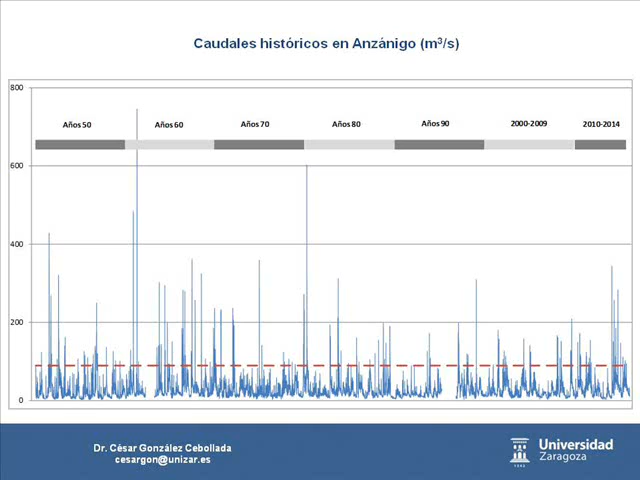 Caudales históricos en Anzánigo (m³/s)
800
Años 50
Años 60
Años 70
Años 80
Años 90
2000-2009
2010-2014
600
400
200
0
Dr. César González Cebollada
cesargon@unizar.es
Universidad
Zaragoza
1542